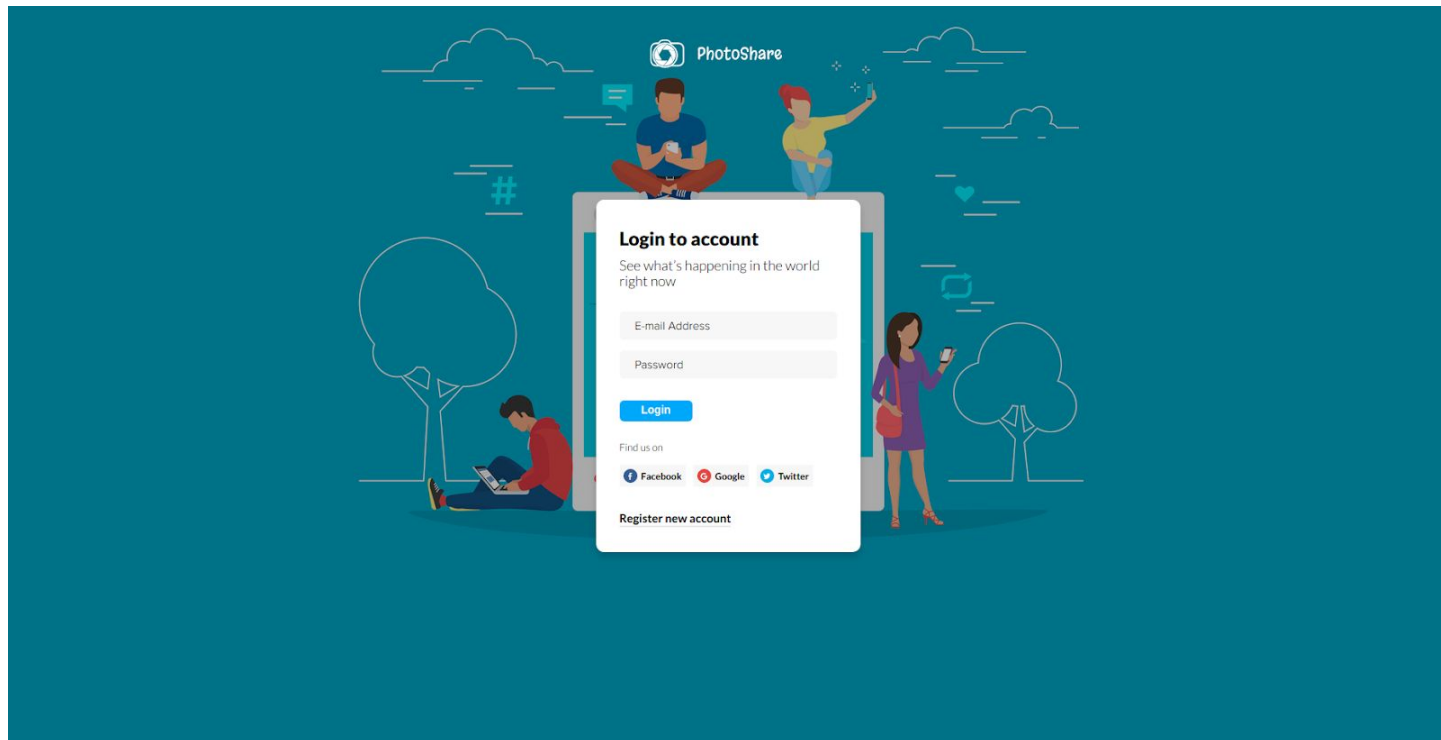 PhotoShare
#
Login to account
See what's happening in the world
right now
E-mail Address
Password
Login
Find us on
Facebook Google Twitter
Register new account